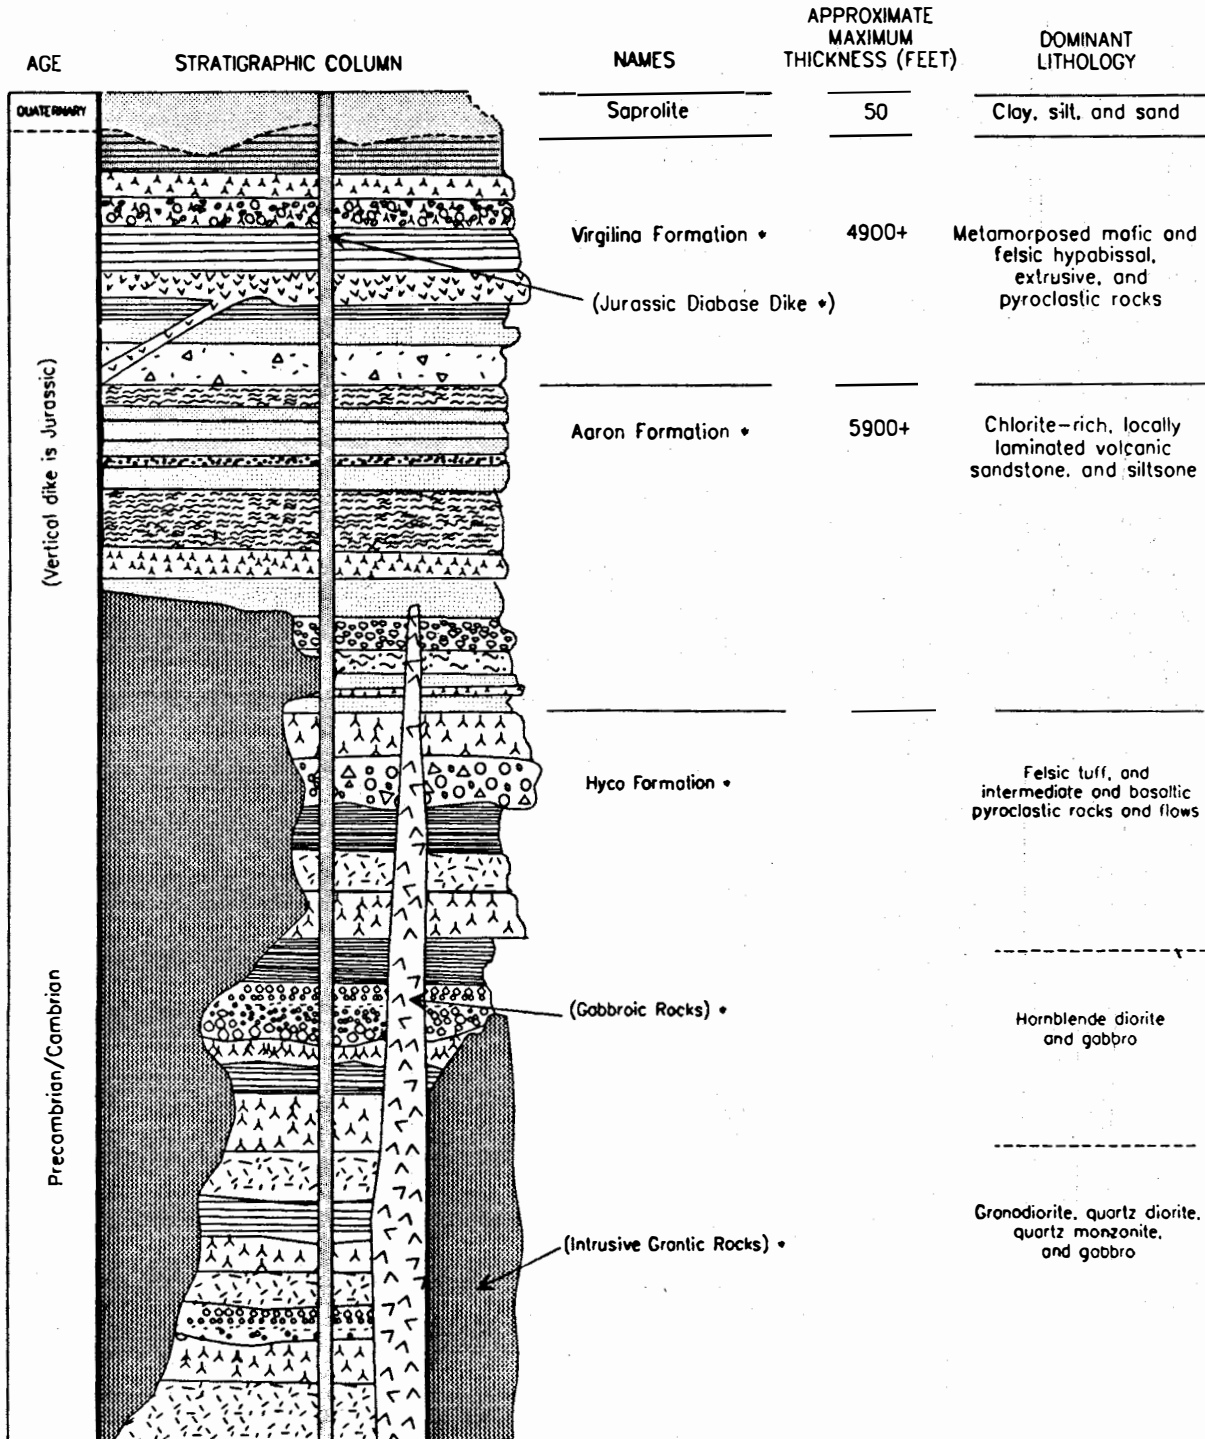 AGE
STRATIGRAPHIC COLUMN
NAMES
APPROXIMATE
MAXIMUM
THICKNESS (FEET)
DOMINANT
LITHOLOGY
QUATERNARY
Saprolite
50
Clay, silt, and sand
Virgilina Formation *
4900+
Metamorposed mafic and
felsic hypabissal,
extrusive, and
pyroclastic rocks
(Jurassic Diabase Dike *)
(Vertical dike is Jurassic)
Aaron Formation *
5900+
Chlorite-rich, locally
laminated volcanic
sandstone, and siltsone
Hyco Formation *
Felsic tuff, and
intermediate and basaltic
pyroclastic rocks and flows
Precambrian/Cambrian
(Gabbroic Rocks) *
Hornblende diorite
and gabbro
(Intrusive Grantic Rocks) *
Granodiorite, quartz diorite,
quartz monzonite,
and gabbro